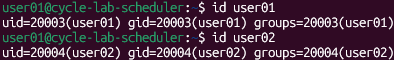 user01@cycle-lab-scheduler:~$ id user01
uid=20003(user01) gid=20003(user01) groups=20003(user01)
user01@cycle-lab-scheduler:~$ id user02
uid=20004(user02) gid=20004(user02) groups=20004(user02)